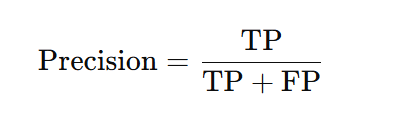 Precision = TP / TP + FP